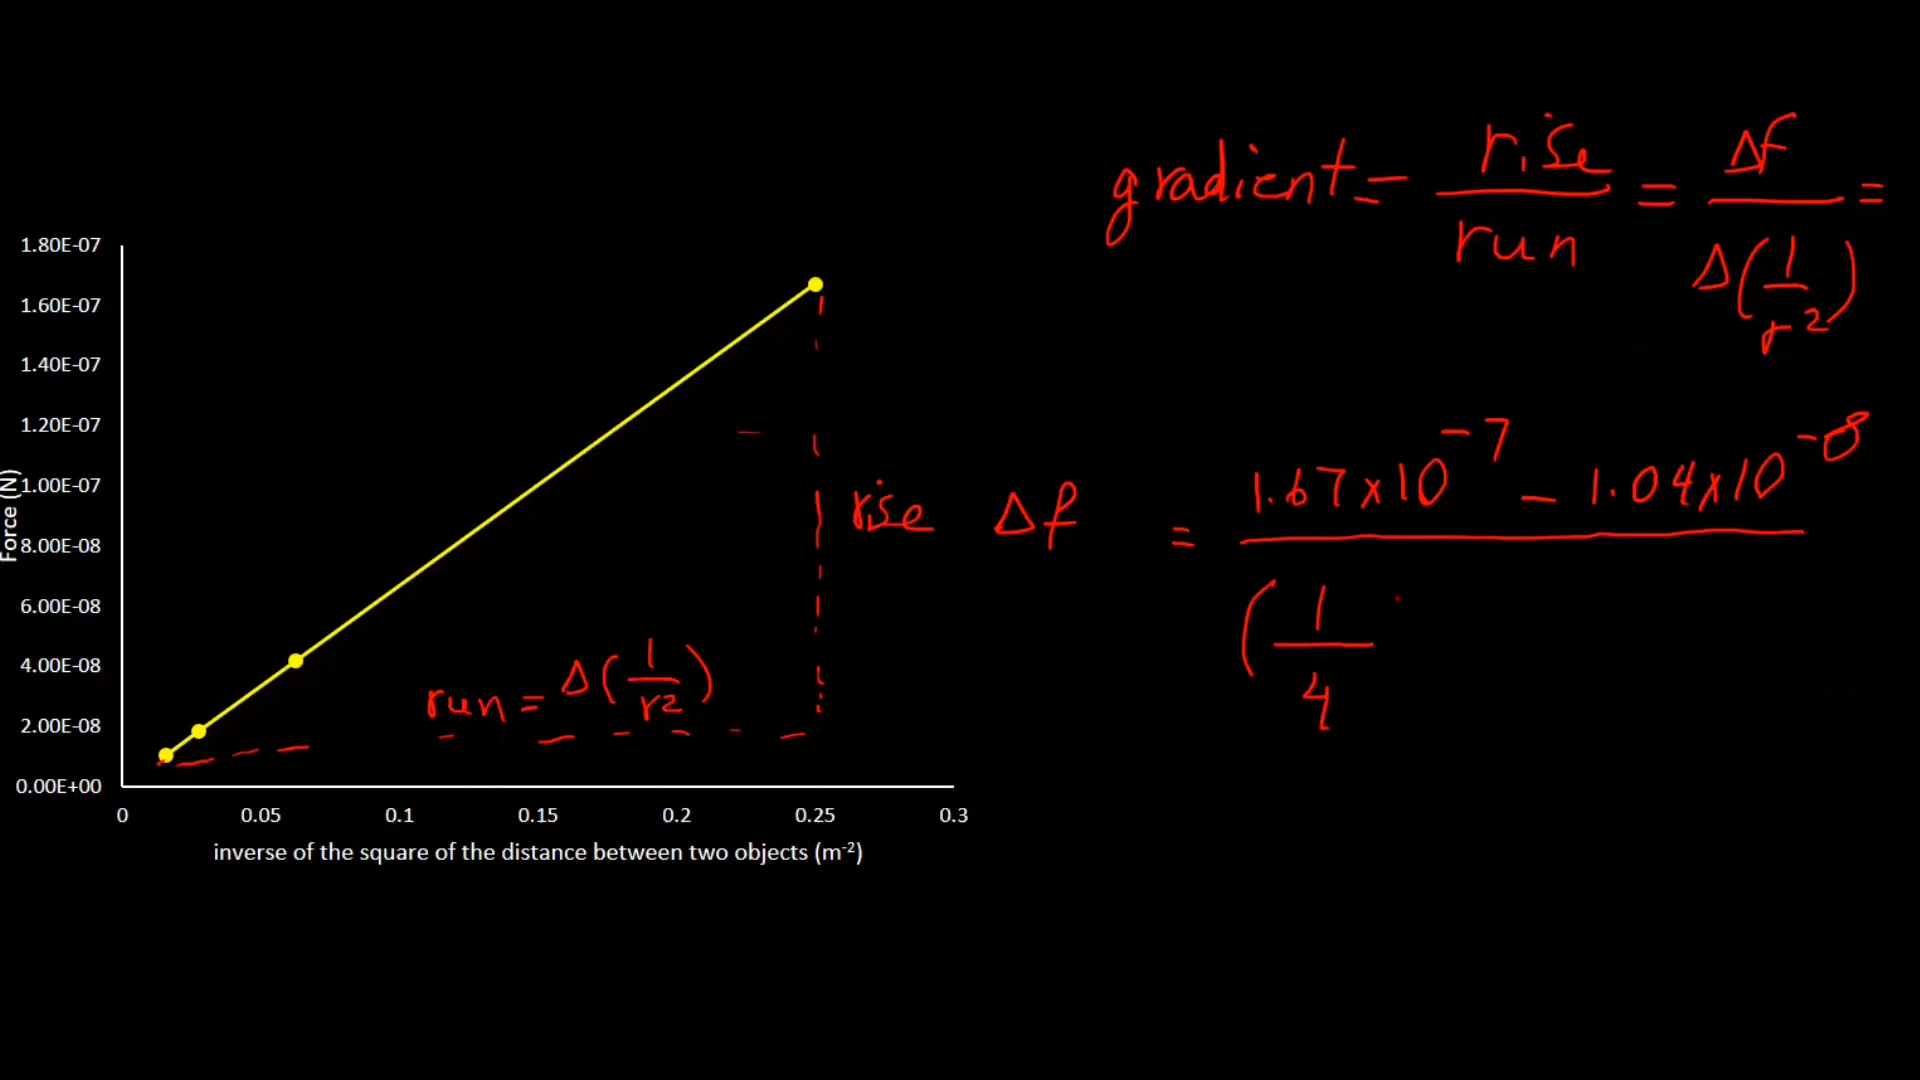 gradient = rise / run = Δf / Δ(1/r²) =
1.80E-07
1.60E-07
1.40E-07
1.20E-07
1.00E-07
8.00E-08
6.00E-08
4.00E-08
2.00E-08
0.00E+00
Force (N)
rise Δf
= 1.67x10⁻⁷ - 1.04x10⁻⁸
(1/4
run = Δ(1/r²)
0 0.05 0.1 0.15 0.2 0.25 0.3
inverse of the square of the distance between two objects (m⁻²)